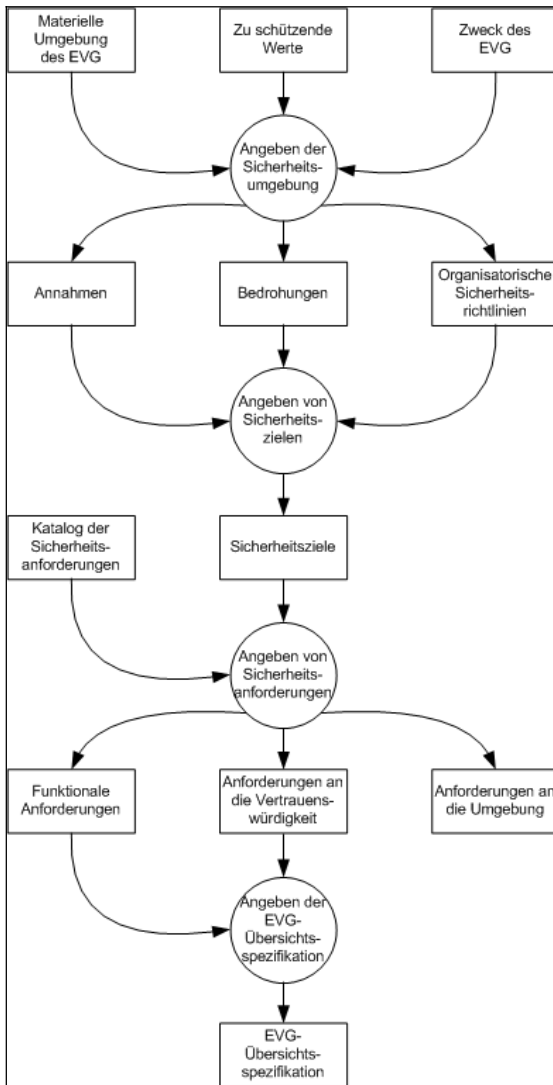 Materielle
Umgebung
des EVG
Zu schützende
Werte
Zweck des
EVG
Angeben der
Sicherheits-
umgebung
Annahmen
Bedrohungen
Organisatorische
Sicherheits-
richtlinien
Angeben von
Sicherheits-
zielen
Katalog der
Sicherheits-
anforderungen
Sicherheitsziele
Angeben von
Sicherheits-
anforderungen
Funktionale
Anforderungen
Anforderungen an
die Vertrauens-
würdigkeit
Anforderungen an
die Umgebung
Angeben der
EVG-
Übersichts-
spezifikation
EVG-
Übersichts-
spezifikation